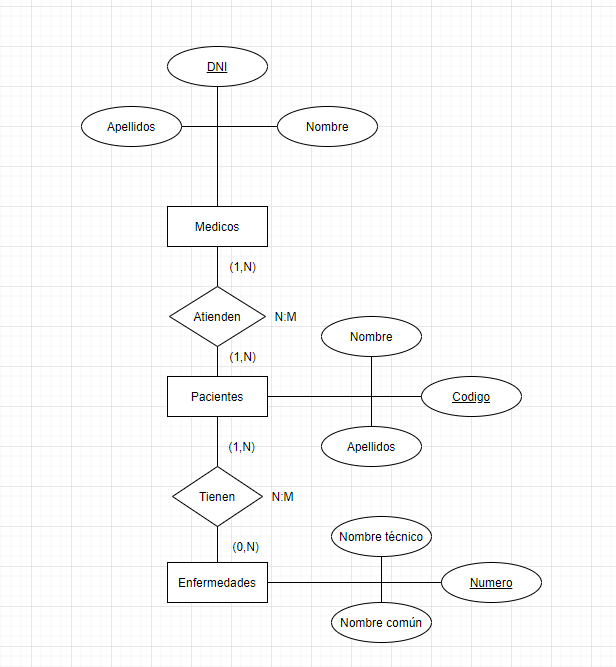 DNI
Apellidos
Nombre
Medicos
(1,N)
Atienden
N:M
(1,N)
Nombre
Pacientes
Codigo
Apellidos
(1,N)
Tienen
N:M
(0,N)
Nombre técnico
Enfermedades
Numero
Nombre común